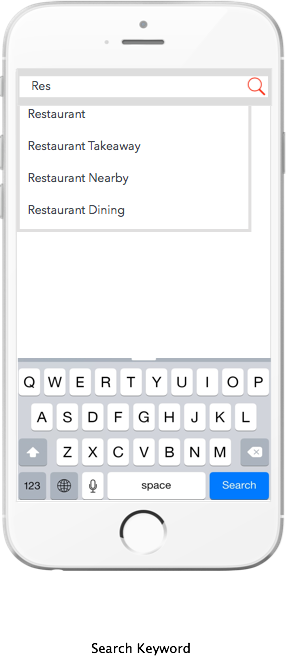 Res
Restaurant
Restaurant Takeaway
Restaurant Nearby
Restaurant Dining
Q W E R T Y U I O P
A S D F G H J K L
Z X C V B N M
123 space Search
Search Keyword